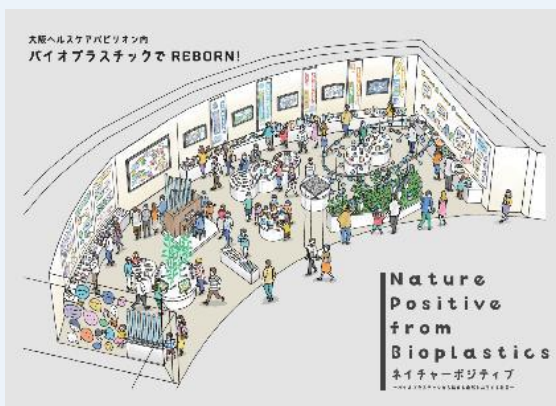 大阪ヘルスケアパビリオン内
バイオプラスチックでREBORN!
Nature
Positive
from
Bioplastics
ネイチャーポジティブ